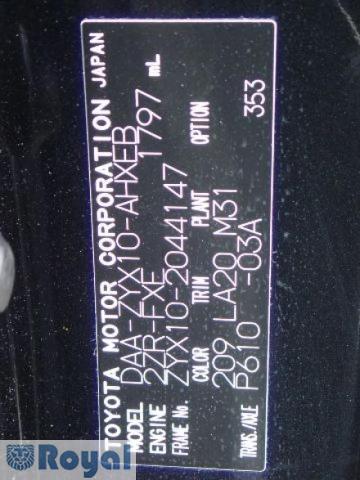 TOYOTA MOTOR CORPORATION JAPAN
MODEL DAA-ZYX10-AHXEB
ENGINE 2ZR-FXE 1797 mL
FRAME No. ZYX10-2044147
COLOR TRIM PLANT OPTION
209 LA20 M31 353
TRANS./AXLE P610 -03A
Royal